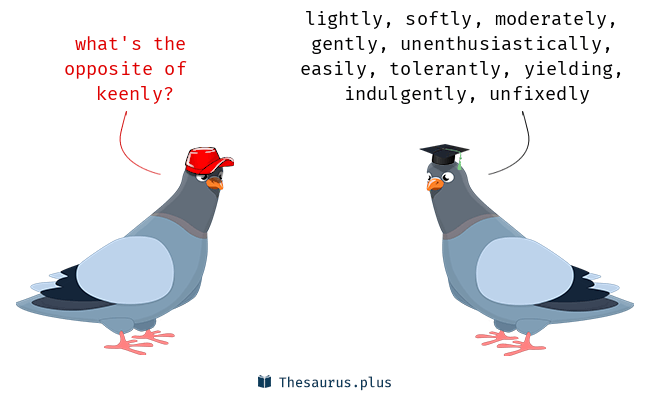 what's the
opposite of
keenly?
lightly, softly, moderately,
gently, unenthusiastically,
easily, tolerantly, yielding,
indulgently, unfixedly
Thesaurus.plus